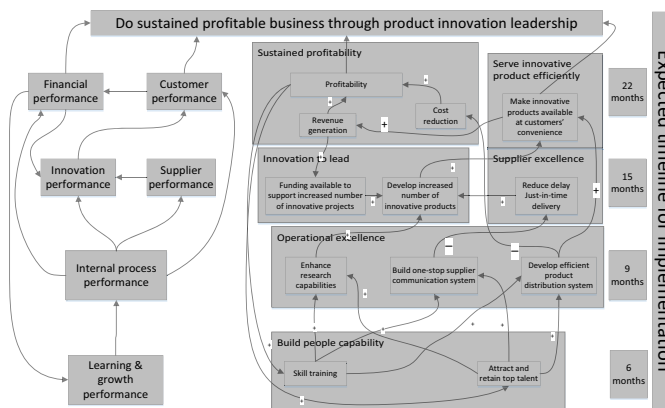 Do sustained profitable business through product innovation leadership
Financial
performance
Customer
performance
Innovation
performance
Supplier
performance
Internal process
performance
Learning &
growth
performance
Sustained profitability
Profitability
+
+
Revenue
generation
+
Cost
reduction
Serve innovative
product efficiently
Make innovative
products available
at customers'
convenience
22
months
Innovation to lead
+
Funding available to
support increased number
of innovative projects
+
Develop increased
number of
innovative products
+
Supplier excellence
Reduce delay
Just-in-time
delivery
+
15
months
Operational excellence
+
–
–
Enhance
research
capabilities
Build one-stop supplier
communication system
Develop efficient
product
distribution system
9
months
+
+
+
+
+
+
Build people capability
+
Skill training
Attract and
retain top talent
+
+
6
months
Expected timeline for implementation